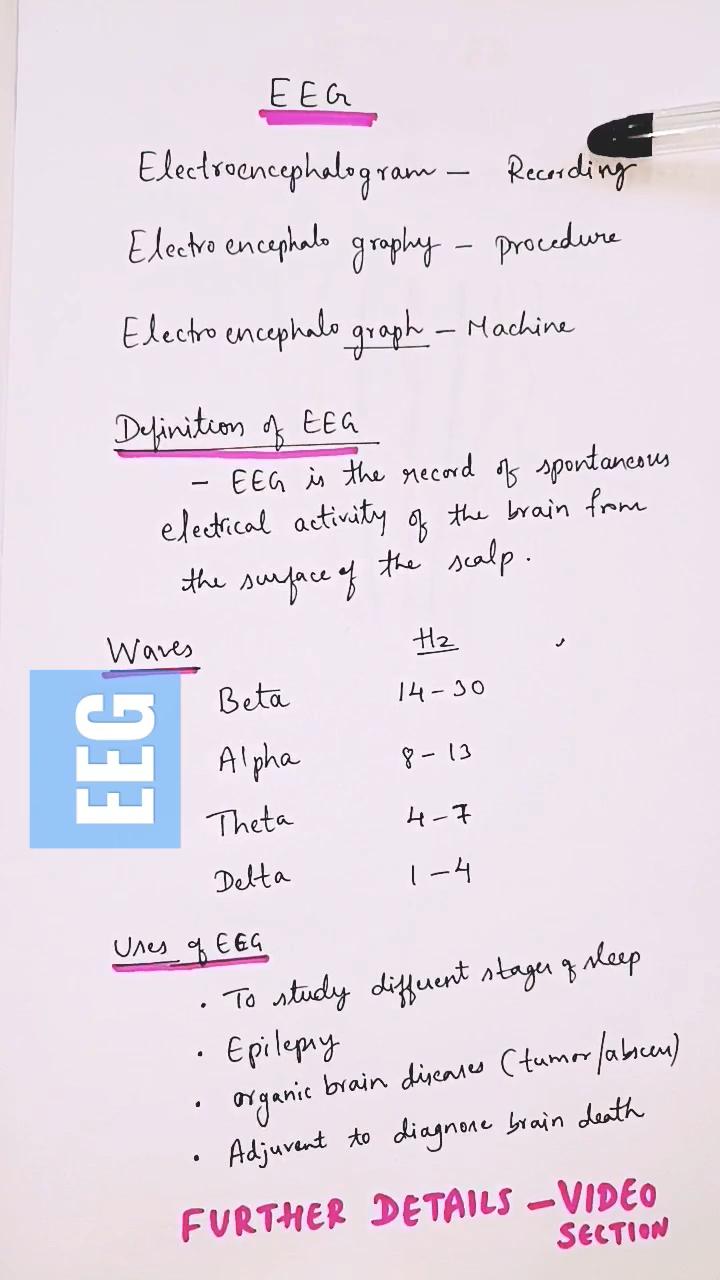 EEG
Electroencephalogram – Recording
Electro encephalo graphy – Procedure
Electro encephalo graph – Machine
Definition of EEG
– EEG is the record of spontaneous
electrical activity of the brain from
the surface of the scalp.
Waves Hz
EEG
Beta 14–30
Alpha 8–13
Theta 4–7
Delta 1–4
Uses of EEG
• To study different stages of sleep
• Epilepsy
• organic brain diseases (tumor/abscess)
• Adjuvent to diagnose brain death
FURTHER DETAILS – VIDEO
SECTION